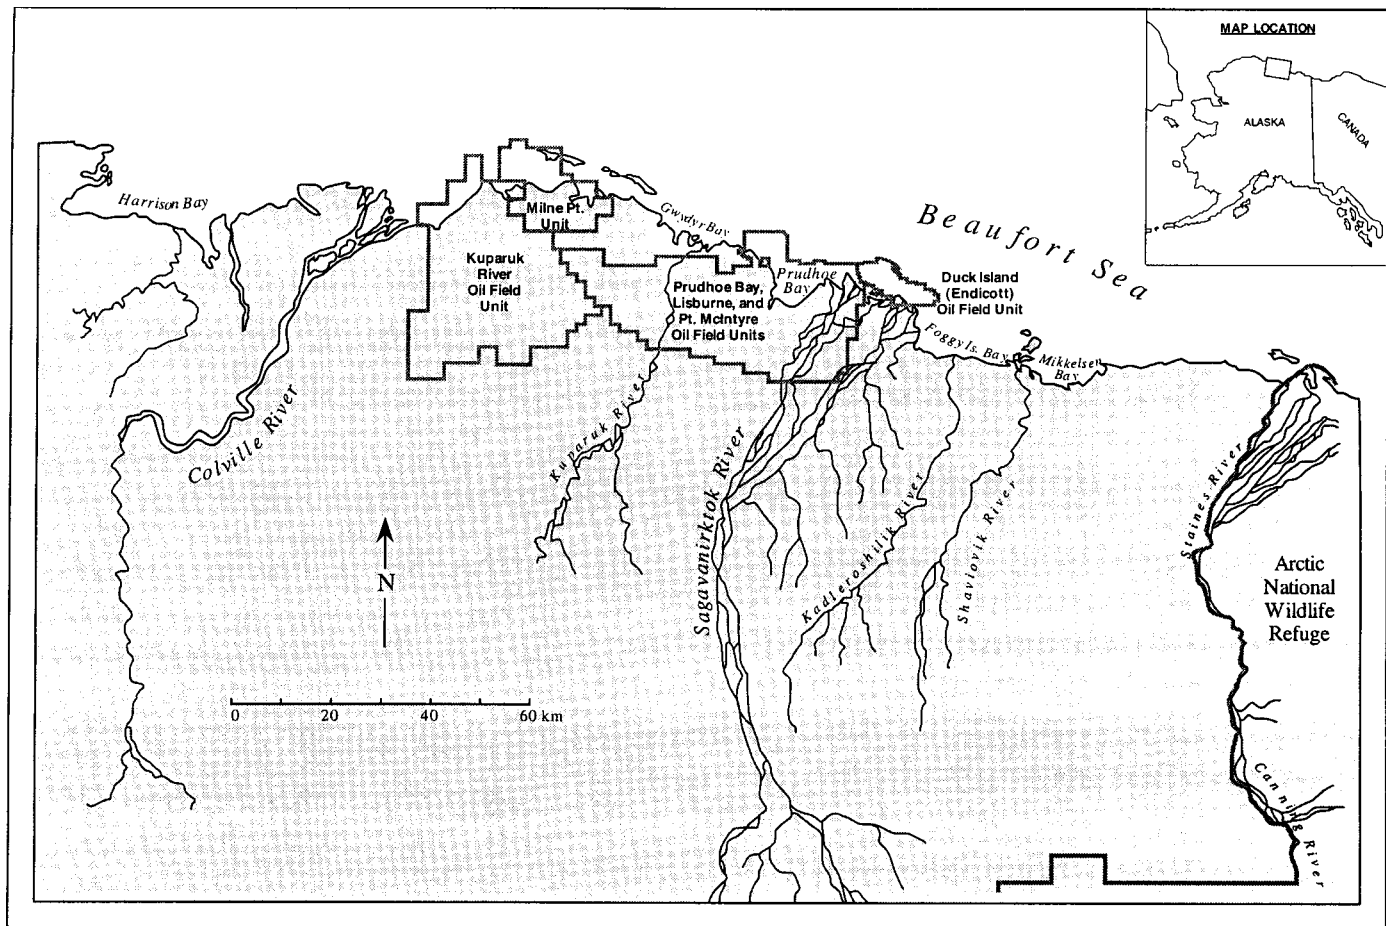 MAP LOCATION
ALASKA
CANADA
Beaufort Sea
Harrison Bay
Milne Pt.
Unit
Gwydyr Bay
Kuparuk
River
Oil Field
Unit
Prudhoe
Bay
Prudhoe Bay,
Lisburne, and
Pt. McIntyre
Oil Field Units
Duck Island
(Endicott)
Oil Field Unit
Foggy Is. Bay
Mikkelsen
Bay
Colville River
Kuparuk River
Sagavanirktok River
Kadleroshilik River
Shaviovik River
Staines River
Arctic
National
Wildlife
Refuge
N
0 20 40 60 km
Canning River